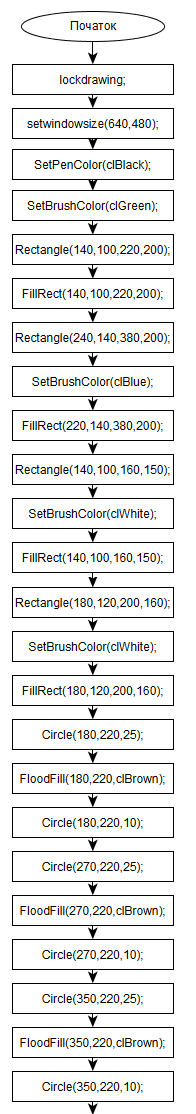 Початок
lockdrawing;
setwindowsize(640,480);
SetPenColor(clBlack);
SetBrushColor(clGreen);
Rectangle(140,100,220,200);
FillRect(140,100,220,200);
Rectangle(240,140,380,200);
SetBrushColor(clBlue);
FillRect(220,140,380,200);
Rectangle(140,100,160,150);
SetBrushColor(clWhite);
FillRect(140,100,160,150);
Rectangle(180,120,200,160);
SetBrushColor(clWhite);
FillRect(180,120,200,160);
Circle(180,220,25);
FloodFill(180,220,clBrown);
Circle(180,220,10);
Circle(270,220,25);
FloodFill(270,220,clBrown);
Circle(270,220,10);
Circle(350,220,25);
FloodFill(350,220,clBrown);
Circle(350,220,10);